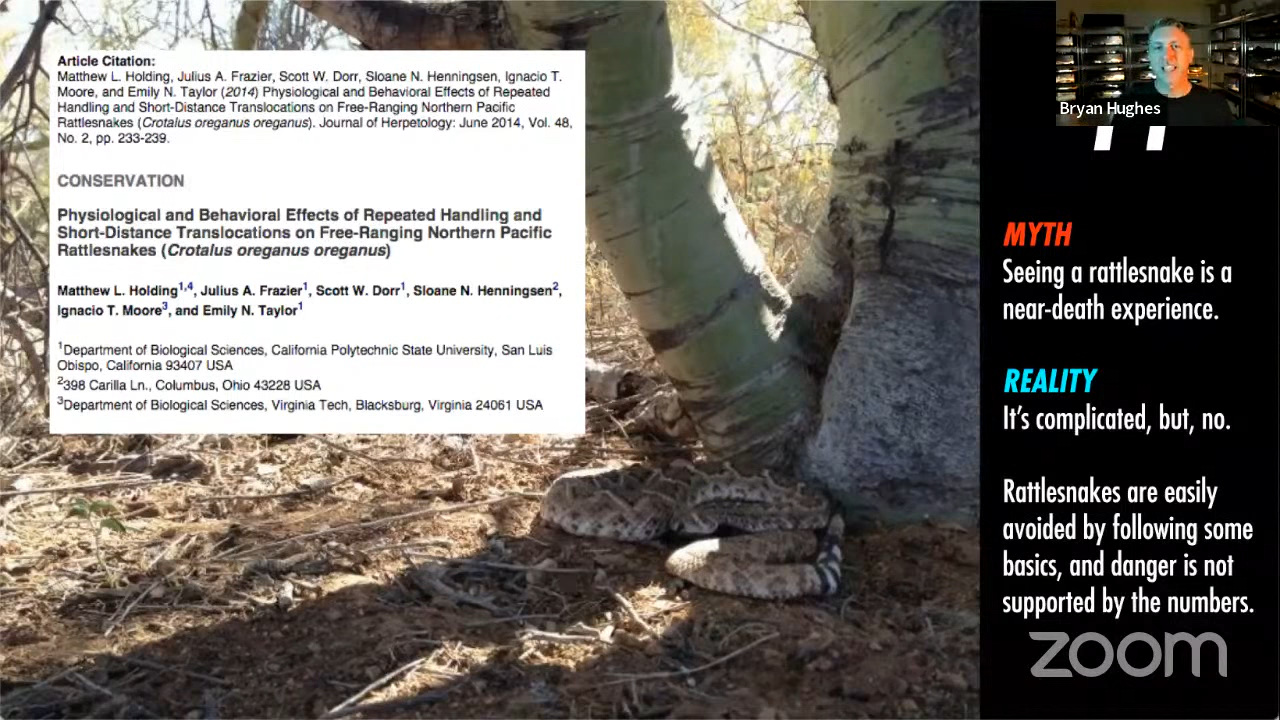 Article Citation:
Matthew L. Holding, Julius A. Frazier, Scott W. Dorr, Sloane N. Henningsen, Ignacio T.
Moore, and Emily N. Taylor (2014) Physiological and Behavioral Effects of Repeated
Handling and Short-Distance Translocations on Free-Ranging Northern Pacific
Rattlesnakes (Crotalus oreganus oreganus). Journal of Herpetology: June 2014, Vol. 48,
No. 2, pp. 233-239.
CONSERVATION
Physiological and Behavioral Effects of Repeated Handling and
Short-Distance Translocations on Free-Ranging Northern Pacific
Rattlesnakes (Crotalus oreganus oreganus)
Matthew L. Holding1,4, Julius A. Frazier1, Scott W. Dorr1, Sloane N. Henningsen2,
Ignacio T. Moore3, and Emily N. Taylor1
1Department of Biological Sciences, California Polytechnic State University, San Luis
Obispo, California 93407 USA
2398 Carilla Ln., Columbus, Ohio 43228 USA
3Department of Biological Sciences, Virginia Tech, Blacksburg, Virginia 24061 USA
Bryan Hughes
MYTH
Seeing a rattlesnake is a
near-death experience.
REALITY
It's complicated, but, no.
Rattlesnakes are easily
avoided by following some
basics, and danger is not
supported by the numbers.
zoom